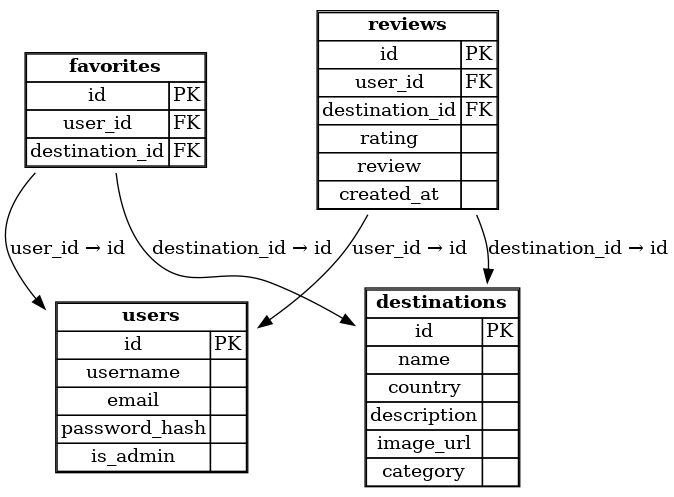 favorites
id PK
user_id FK
destination_id FK
reviews
id PK
user_id FK
destination_id FK
rating
review
created_at
user_id → id
destination_id → id
user_id → id
destination_id → id
users
id PK
username
email
password_hash
is_admin
destinations
id PK
name
country
description
image_url
category